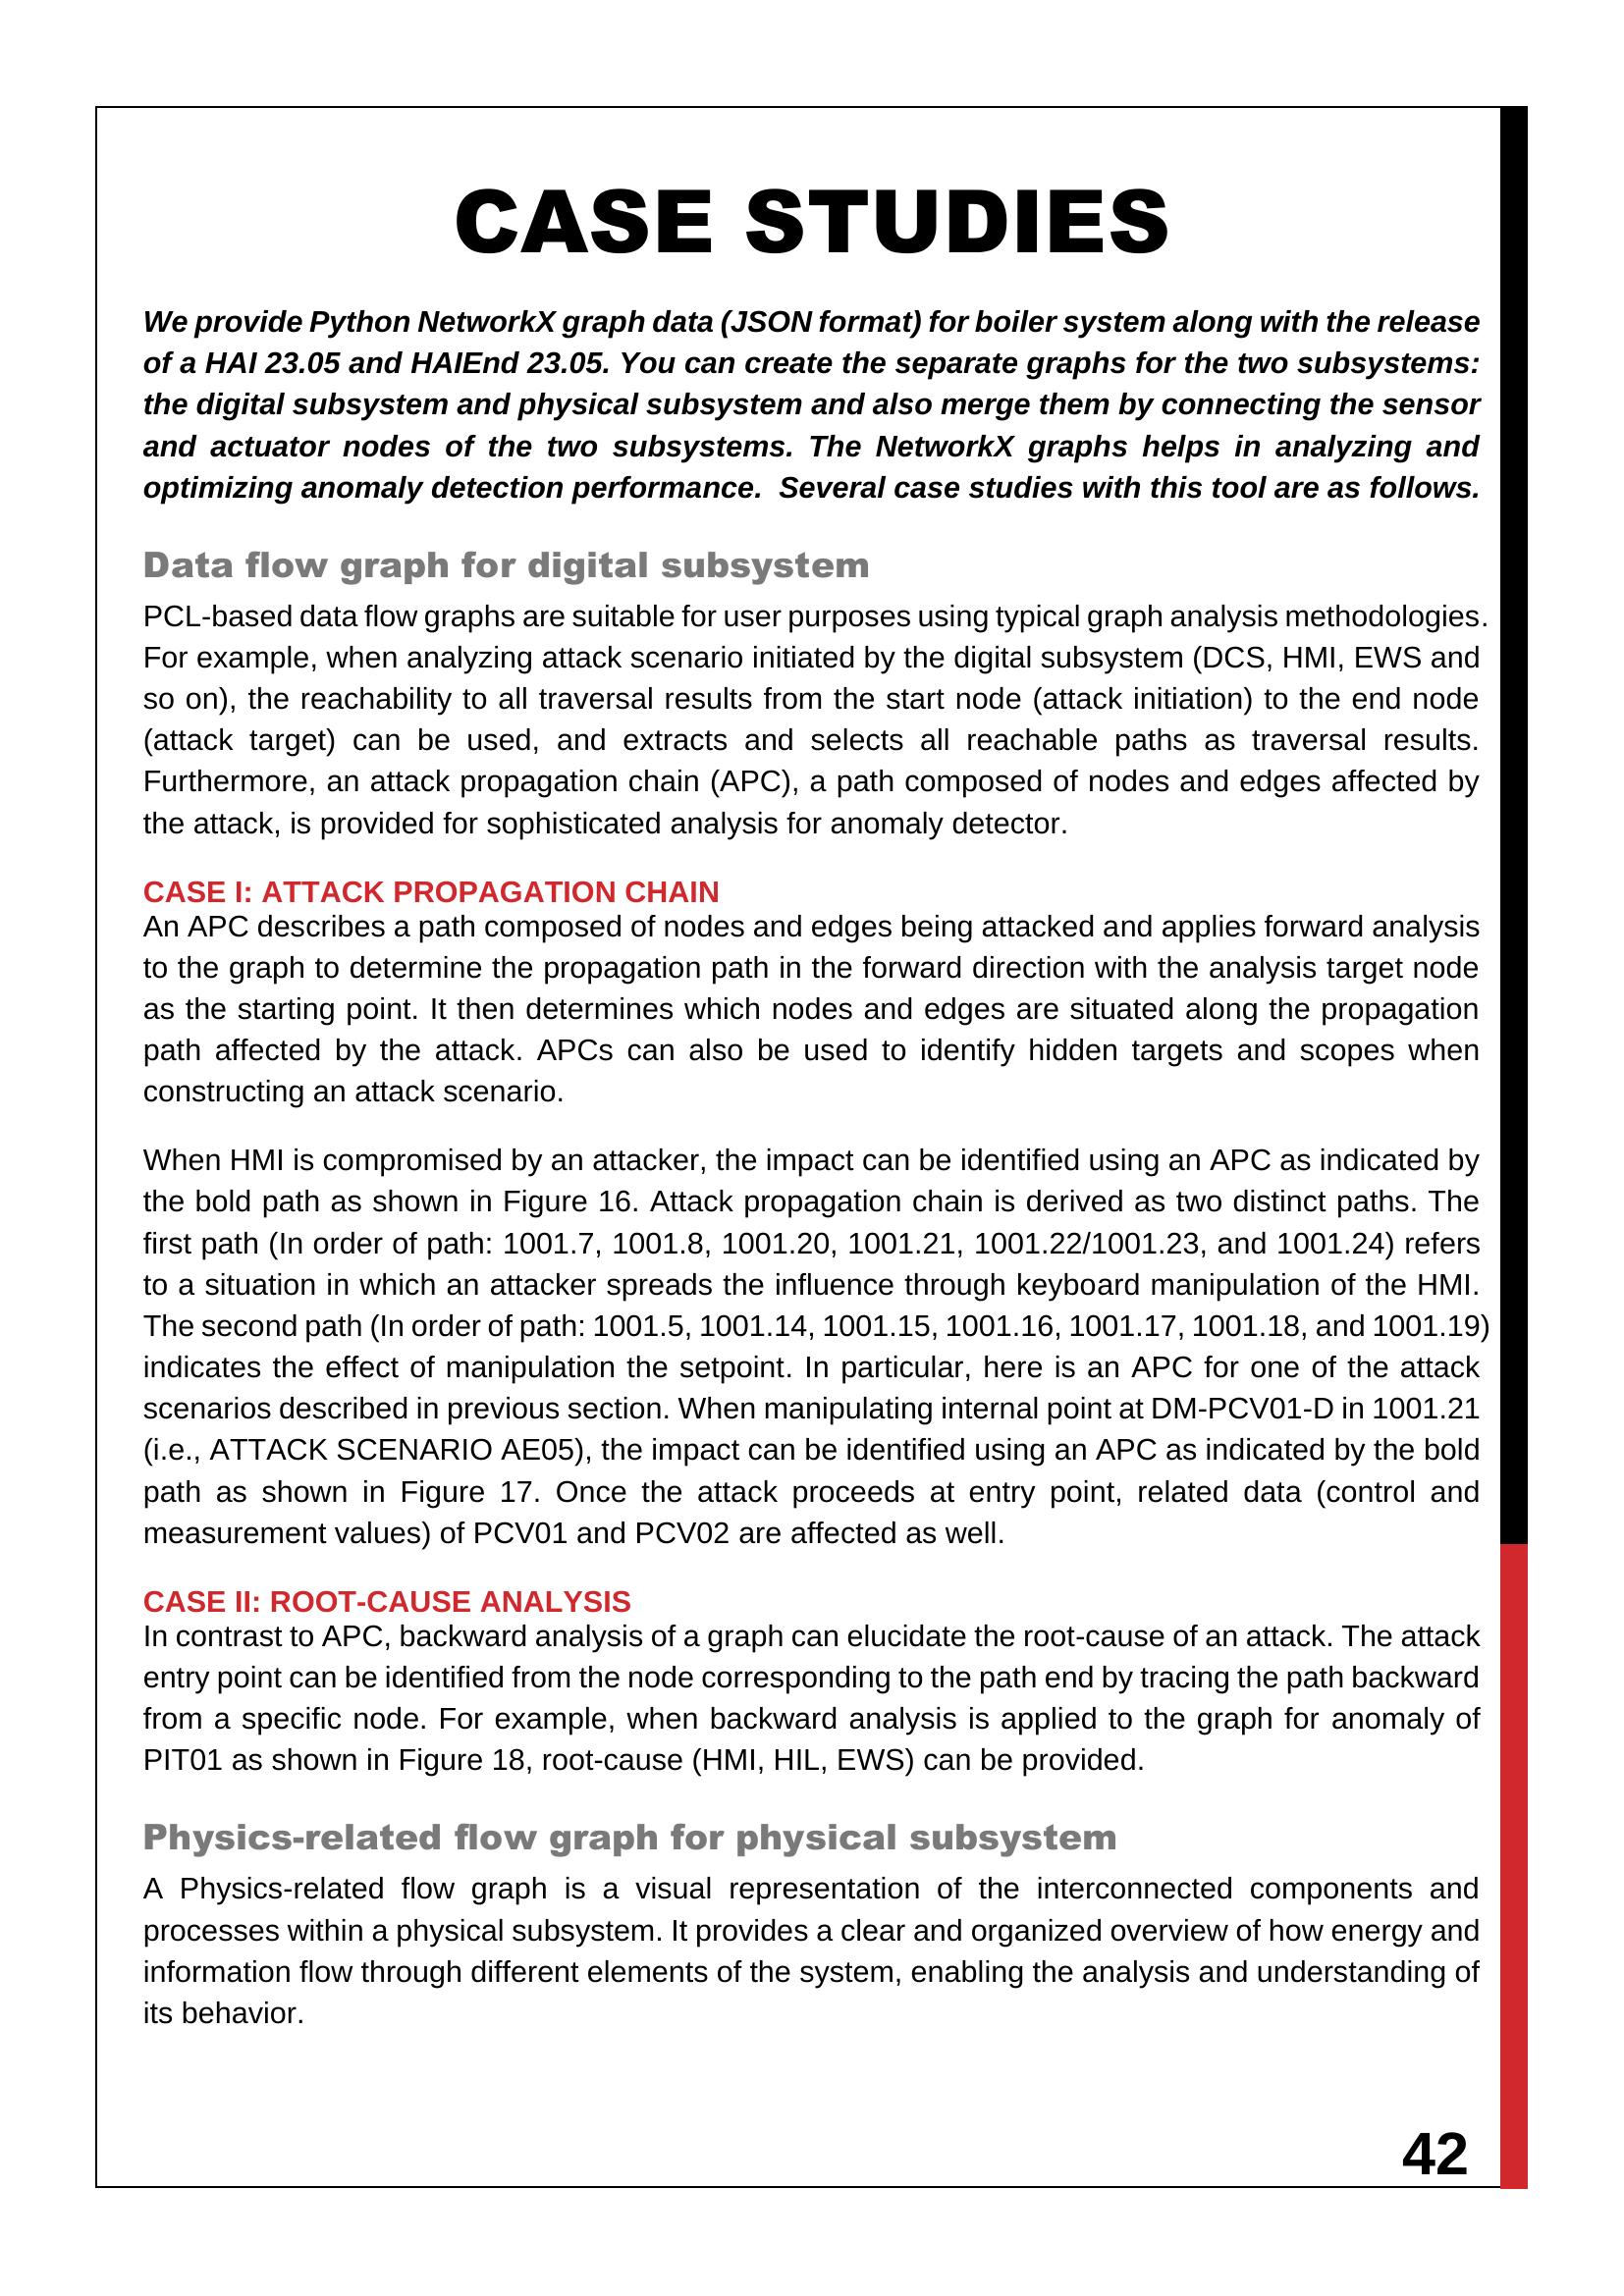 CASE STUDIES
We provide Python NetworkX graph data (JSON format) for boiler system along with the release
of a HAI 23.05 and HAIEnd 23.05. You can create the separate graphs for the two subsystems:
the digital subsystem and physical subsystem and also merge them by connecting the sensor
and actuator nodes of the two subsystems. The NetworkX graphs helps in analyzing and
optimizing anomaly detection performance.  Several case studies with this tool are as follows.
Data flow graph for digital subsystem
PCL-based data flow graphs are suitable for user purposes using typical graph analysis methodologies.
For example, when analyzing attack scenario initiated by the digital subsystem (DCS, HMI, EWS and
so on), the reachability to all traversal results from the start node (attack initiation) to the end node
(attack target) can be used, and extracts and selects all reachable paths as traversal results.
Furthermore, an attack propagation chain (APC), a path composed of nodes and edges affected by
the attack, is provided for sophisticated analysis for anomaly detector.
CASE I: ATTACK PROPAGATION CHAIN
An APC describes a path composed of nodes and edges being attacked and applies forward analysis
to the graph to determine the propagation path in the forward direction with the analysis target node
as the starting point. It then determines which nodes and edges are situated along the propagation
path affected by the attack. APCs can also be used to identify hidden targets and scopes when
constructing an attack scenario.
When HMI is compromised by an attacker, the impact can be identified using an APC as indicated by
the bold path as shown in Figure 16. Attack propagation chain is derived as two distinct paths. The
first path (In order of path: 1001.7, 1001.8, 1001.20, 1001.21, 1001.22/1001.23, and 1001.24) refers
to a situation in which an attacker spreads the influence through keyboard manipulation of the HMI.
The second path (In order of path: 1001.5, 1001.14, 1001.15, 1001.16, 1001.17, 1001.18, and 1001.19)
indicates the effect of manipulation the setpoint. In particular, here is an APC for one of the attack
scenarios described in previous section. When manipulating internal point at DM-PCV01-D in 1001.21
(i.e., ATTACK SCENARIO AE05), the impact can be identified using an APC as indicated by the bold
path as shown in Figure 17. Once the attack proceeds at entry point, related data (control and
measurement values) of PCV01 and PCV02 are affected as well.
CASE II: ROOT-CAUSE ANALYSIS
In contrast to APC, backward analysis of a graph can elucidate the root-cause of an attack. The attack
entry point can be identified from the node corresponding to the path end by tracing the path backward
from a specific node. For example, when backward analysis is applied to the graph for anomaly of
PIT01 as shown in Figure 18, root-cause (HMI, HIL, EWS) can be provided.
Physics-related flow graph for physical subsystem
A Physics-related flow graph is a visual representation of the interconnected components and
processes within a physical subsystem. It provides a clear and organized overview of how energy and
information flow through different elements of the system, enabling the analysis and understanding of
its behavior.
42